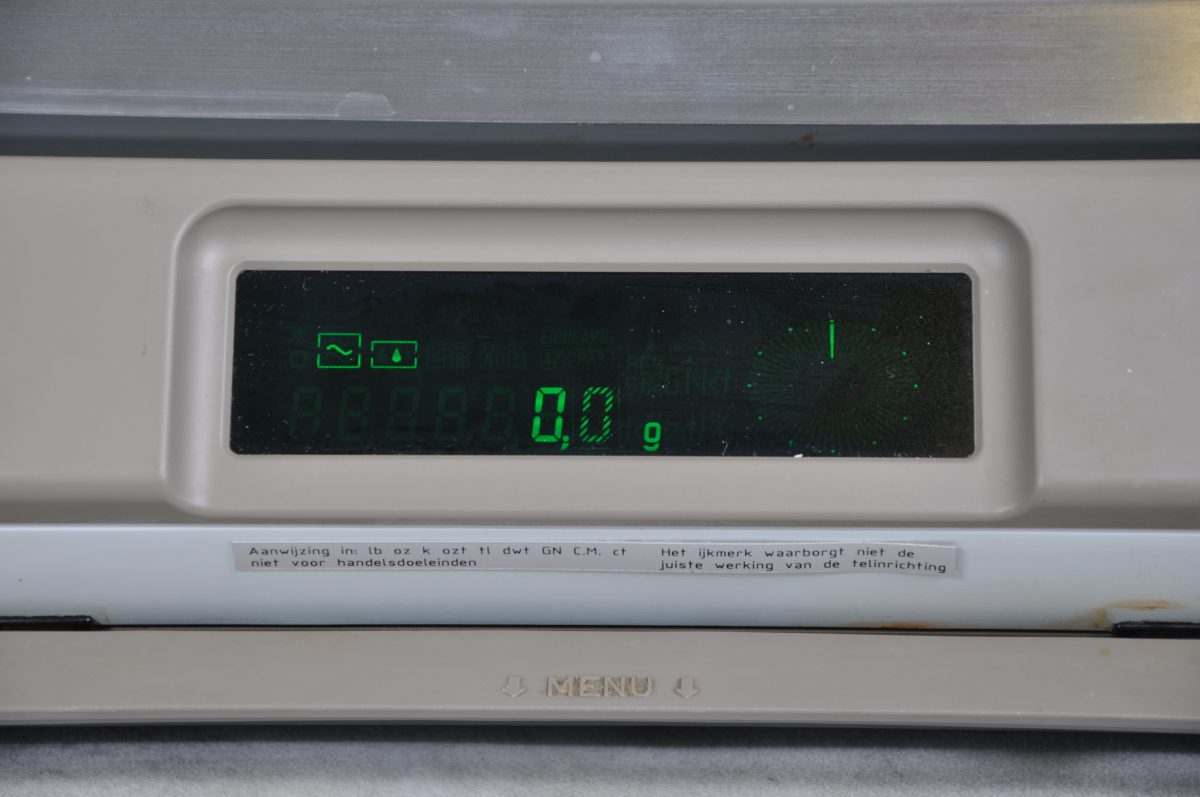 0,0 g
Aanwijzing in: lb oz k ozt tl dwt GN C.M. ct
niet voor handelsdoeleinden
Het ijkmerk waarborgt niet de
juiste werking van de telinrichting
MENU